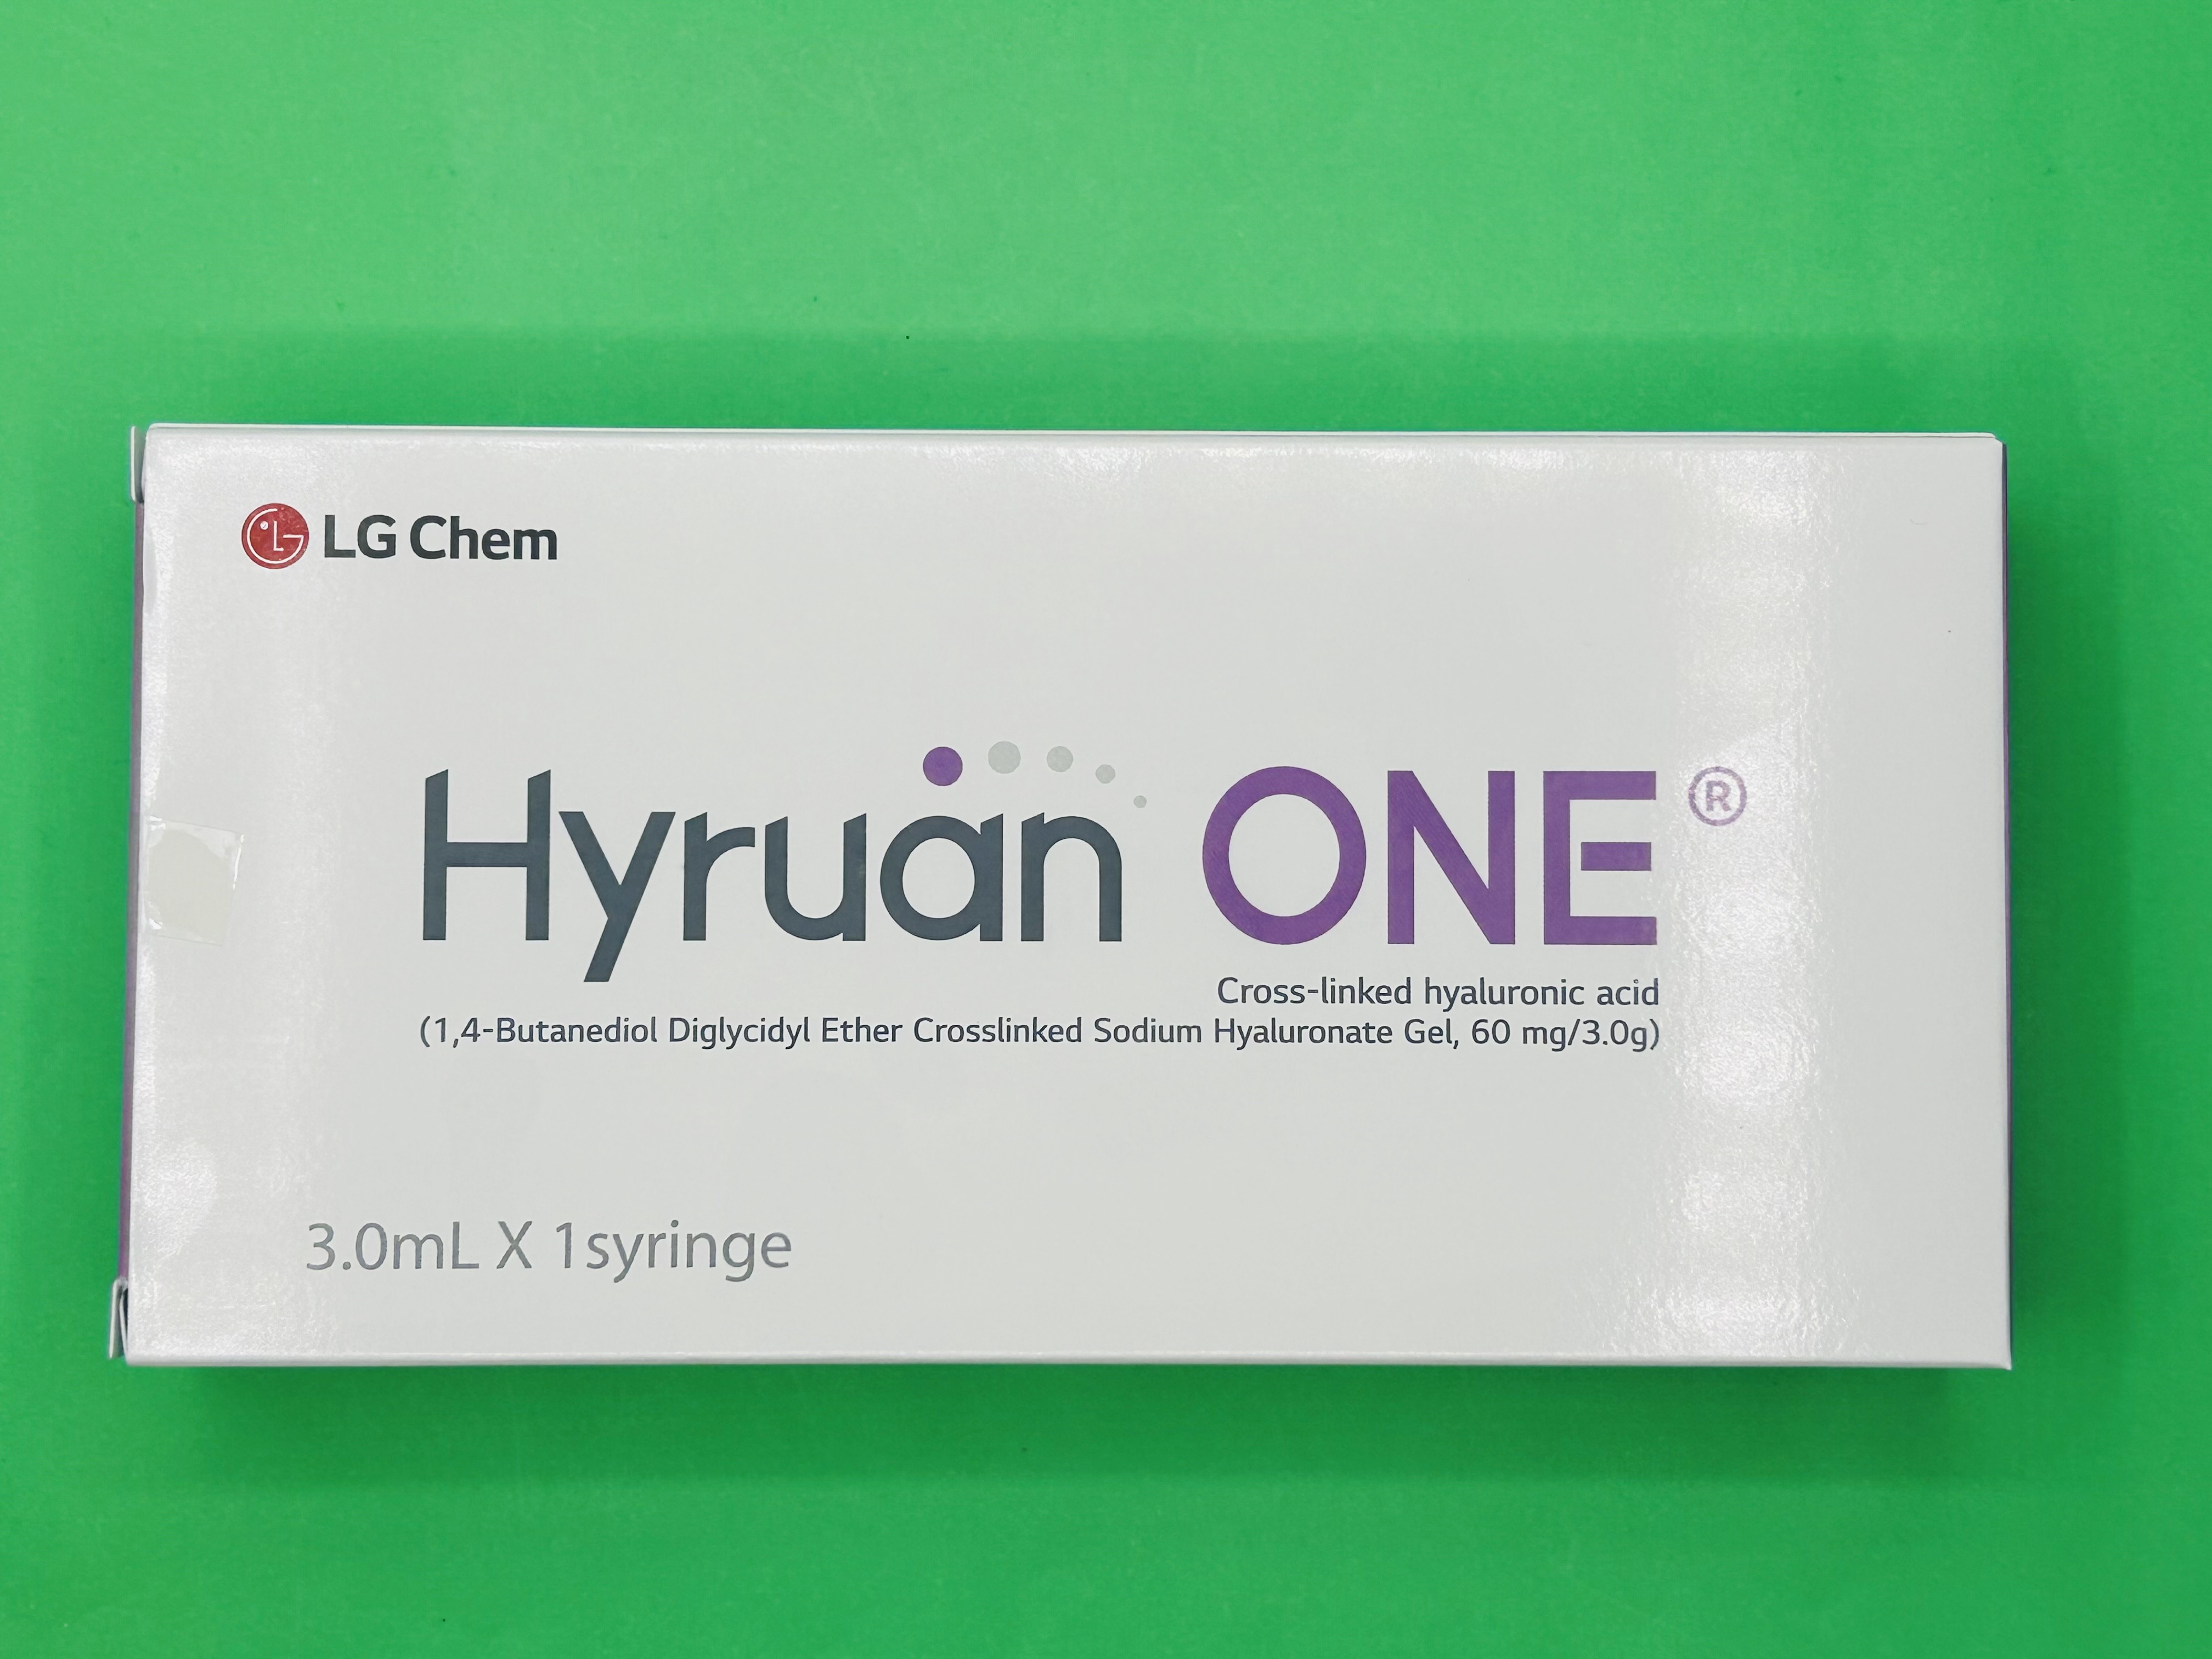 LG Chem
Hyruan ONE ®
Cross-linked hyaluronic acid
(1,4-Butanediol Diglycidyl Ether Crosslinked Sodium Hyaluronate Gel, 60 mg/3.0g)
3.0mL X 1syringe